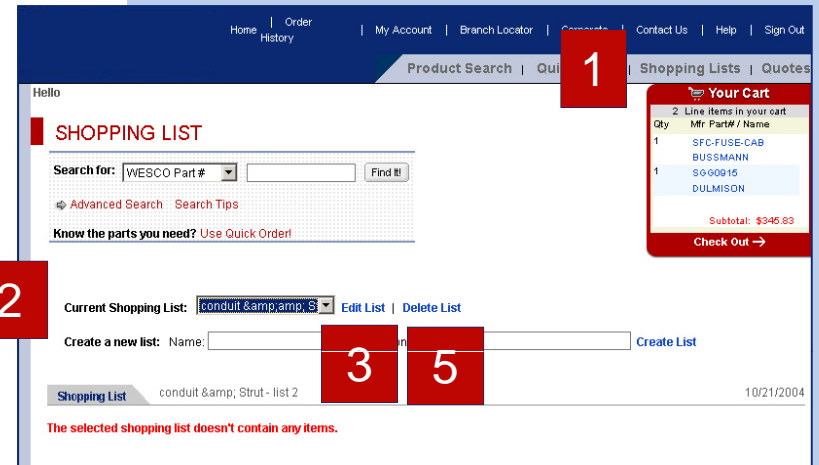 Home | Order History | My Account | Branch Locator | Corporate | Contact Us | Help | Sign Out
Product Search | Qui 1 | Shopping Lists | Quotes
Hello
Your Cart
2 Line items in your cart
Qty Mfr Part# / Name
1 SFC-FUSE-CAB
BUSSMANN
1 SGG0915
DULMISON
Subtotal: $345.83
Check Out →
SHOPPING LIST
Search for: WESCO Part # Find It!
Advanced Search Search Tips
Know the parts you need? Use Quick Order!
2
Current Shopping List: conduit &amp;amp; S Edit List | Delete List
Create a new list: Name: Create List
3 5
Shopping List conduit &amp; Strut - list 2 10/21/2004
The selected shopping list doesn't contain any items.